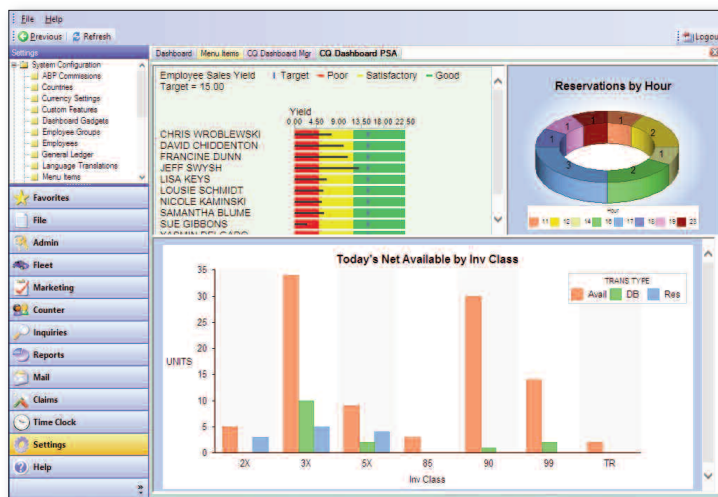 File Help
Previous Refresh
Logout
Settings
System Configuration
ABP Commissions
Countries
Currency Settings
Custom Features
Dashboard Gadgets
Employee Groups
Employees
General Ledger
Language Translations
Menu Items
Favorites
File
Admin
Fleet
Marketing
Counter
Inquiries
Reports
Mail
Claims
Time Clock
Settings
Help
Dashboard Menu Items CQ Dashboard Mgr CQ Dashboard PSA
Employee Sales Yield Target Poor Satisfactory Good
Target = 15.00
Yield
0.00 4.50 9.00 13.50 18.00 22.50
CHRIS WROBLEWSKI
DAVID CHIDDENTON
FRANCINE DUNN
JEFF SWYSH
LISA KEYS
LOUSIE SCHMIDT
NICOLE KAMINSKI
SAMANTHA BLUME
SUE GIBBONS
Reservations by Hour
1 1 1 1 2 1 2 3
Hour
11 12 14 16 17 18 19 23
Today's Net Available by Inv Class
TRANS TYPE
Avail DB Res
UNITS
35
30
25
20
15
10
5
0
2X 3X 5X 85 90 99 TR
Inv Class